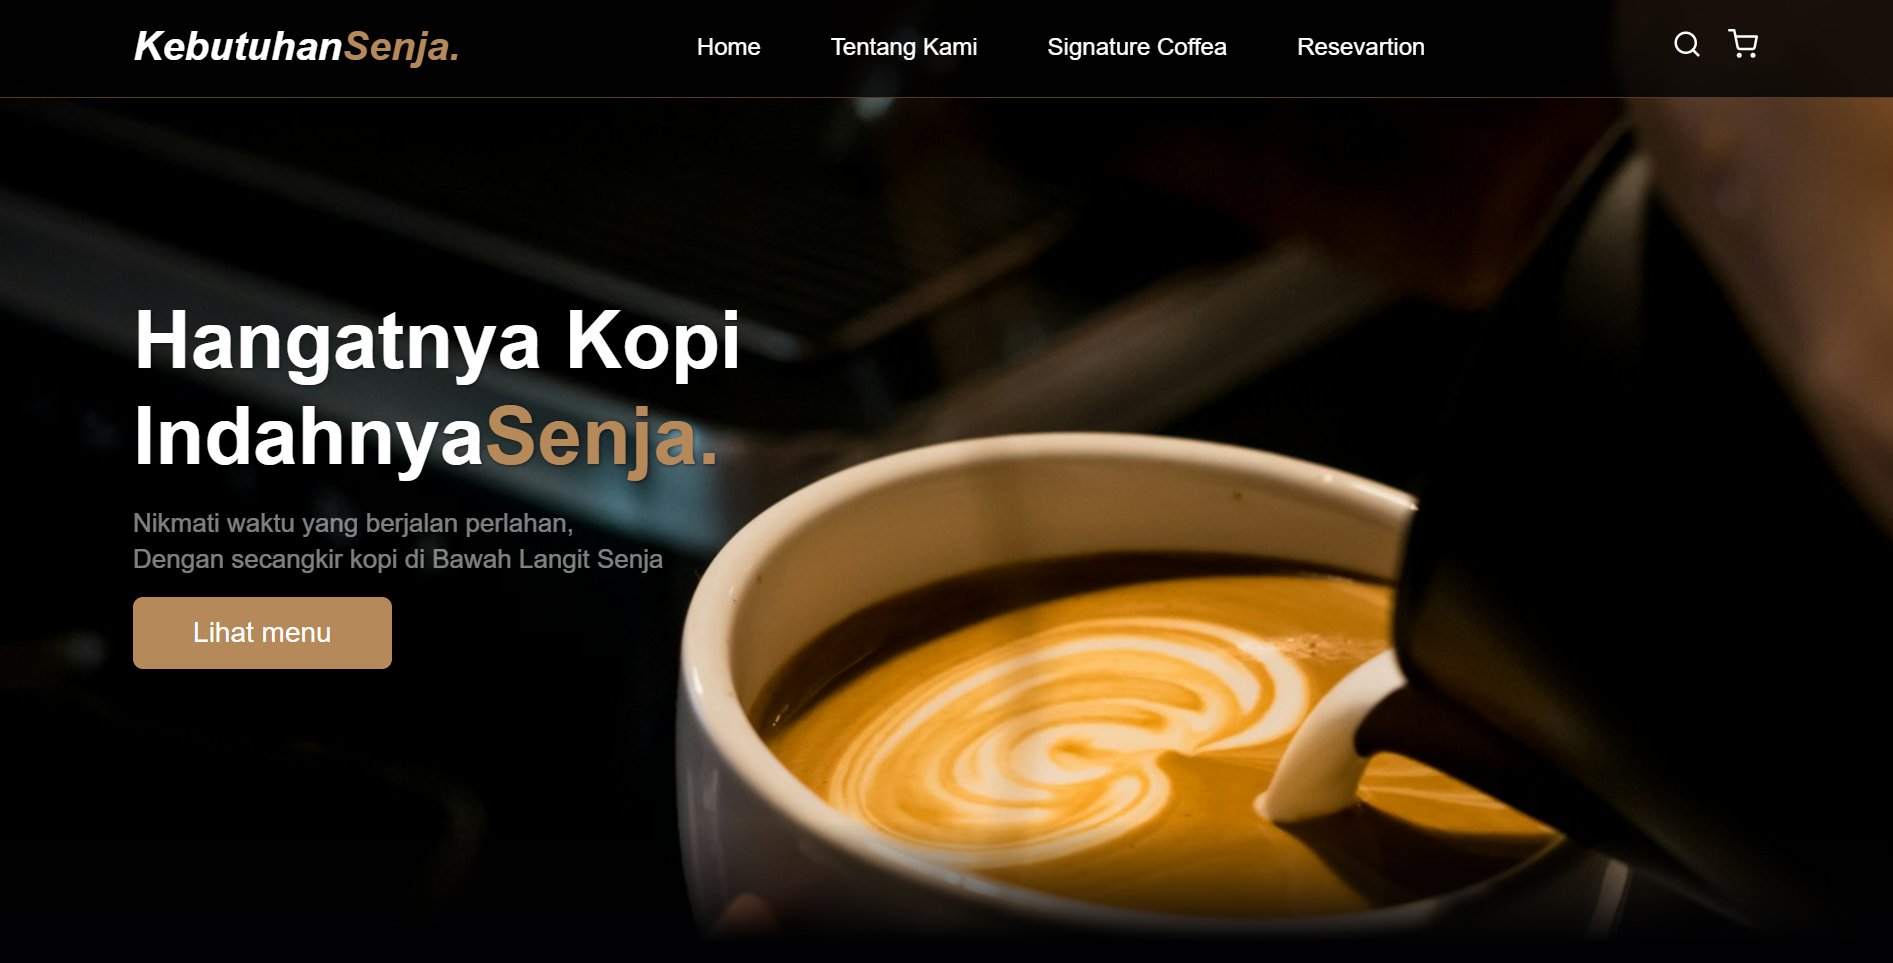 KebutuhanSenja.
Home
Tentang Kami
Signature Coffea
Resevartion
Hangatnya Kopi
IndahnyaSenja.
Nikmati waktu yang berjalan perlahan,
Dengan secangkir kopi di Bawah Langit Senja
Lihat menu